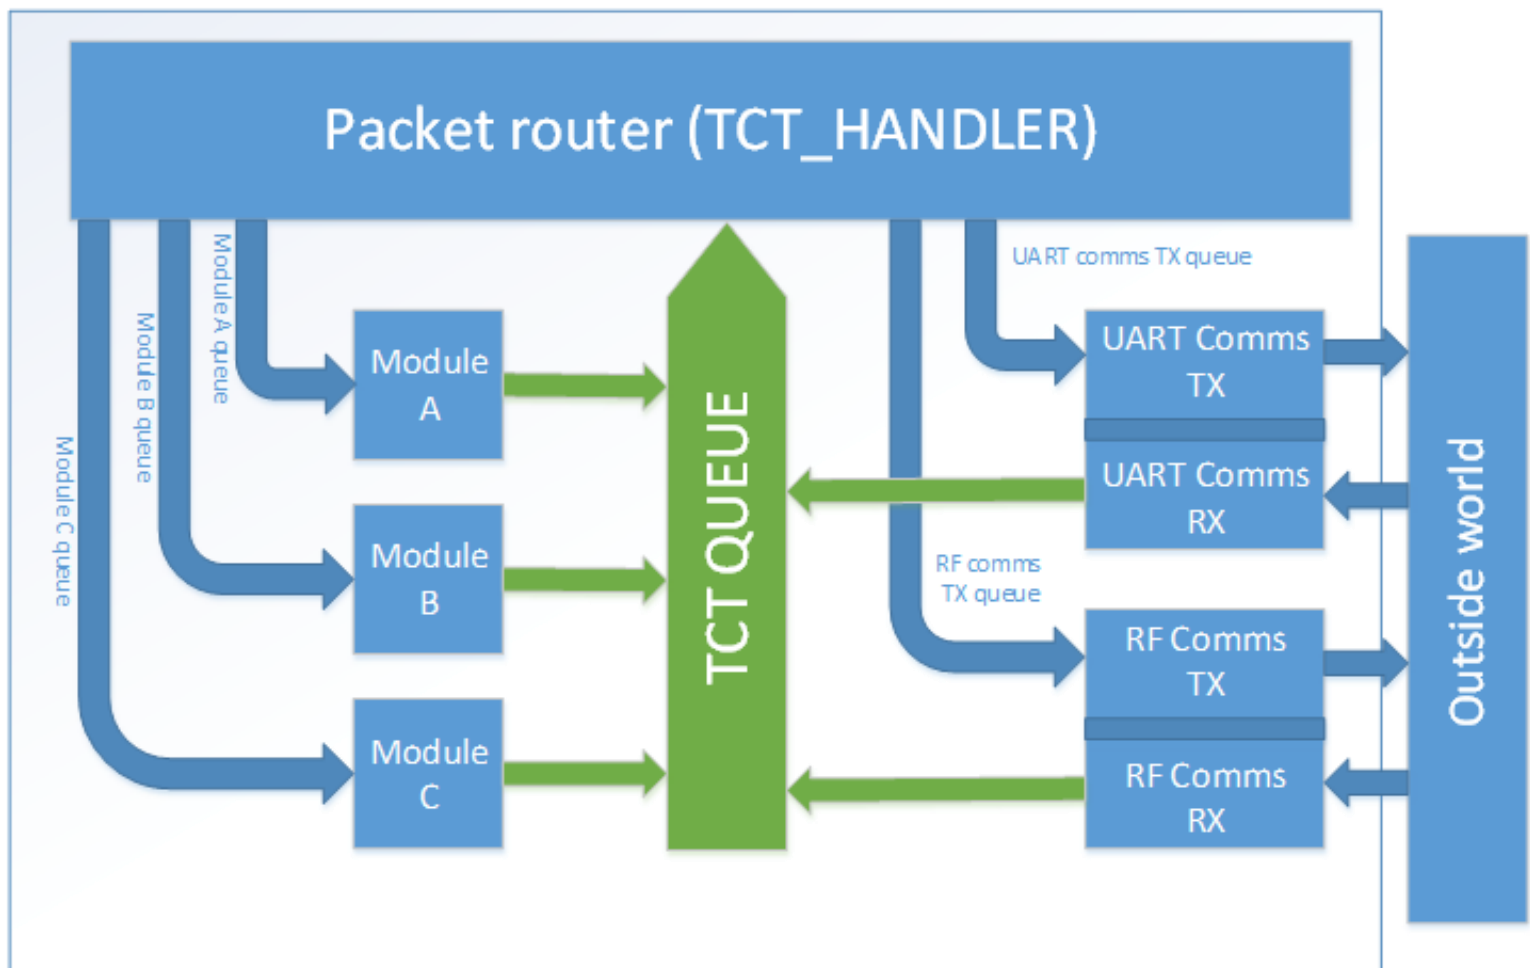 Packet router (TCT_HANDLER)
Module A queue
Module B queue
Module C queue
Module
A
Module
B
Module
C
TCT QUEUE
UART comms TX queue
UART Comms
TX
UART Comms
RX
RF comms
TX queue
RF Comms
TX
RF Comms
RX
Outside world